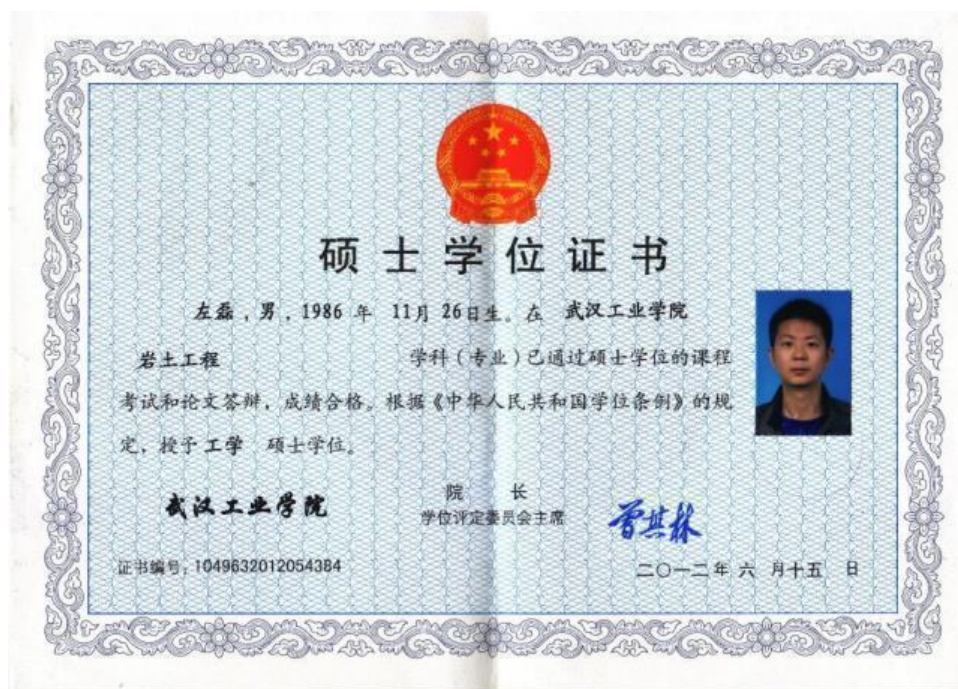 硕士学位证书
左磊，男，1986 年 11月 26日生。在 武汉工业学院
岩土工程 学科（专业）已通过硕士学位的课程
考试和论文答辩，成绩合格。根据《中华人民共和国学位条例》的规
定，授予 工学 硕士学位。
武汉工业学院
院 长
学位评定委员会主席
曾其林
证书编号：1049632012054384
二〇一二年 六 月十五 日